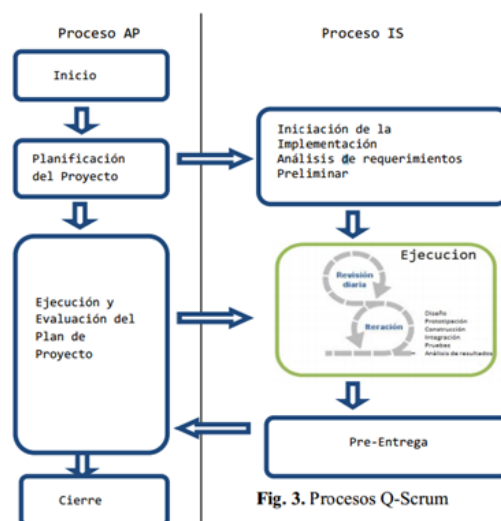 Proceso AP
Proceso IS
Inicio
Planificación
del Proyecto
Iniciación de la
Implementación
Análisis de requerimientos
Preliminar
Ejecución y
Evaluación del
Plan de
Proyecto
Ejecucion
Revisión
diaria
Iteración
Diseño
Prototipación
Construcción
Integración
Pruebas
Análisis de resultados
Pre-Entrega
Cierre
Fig. 3. Procesos Q-Scrum